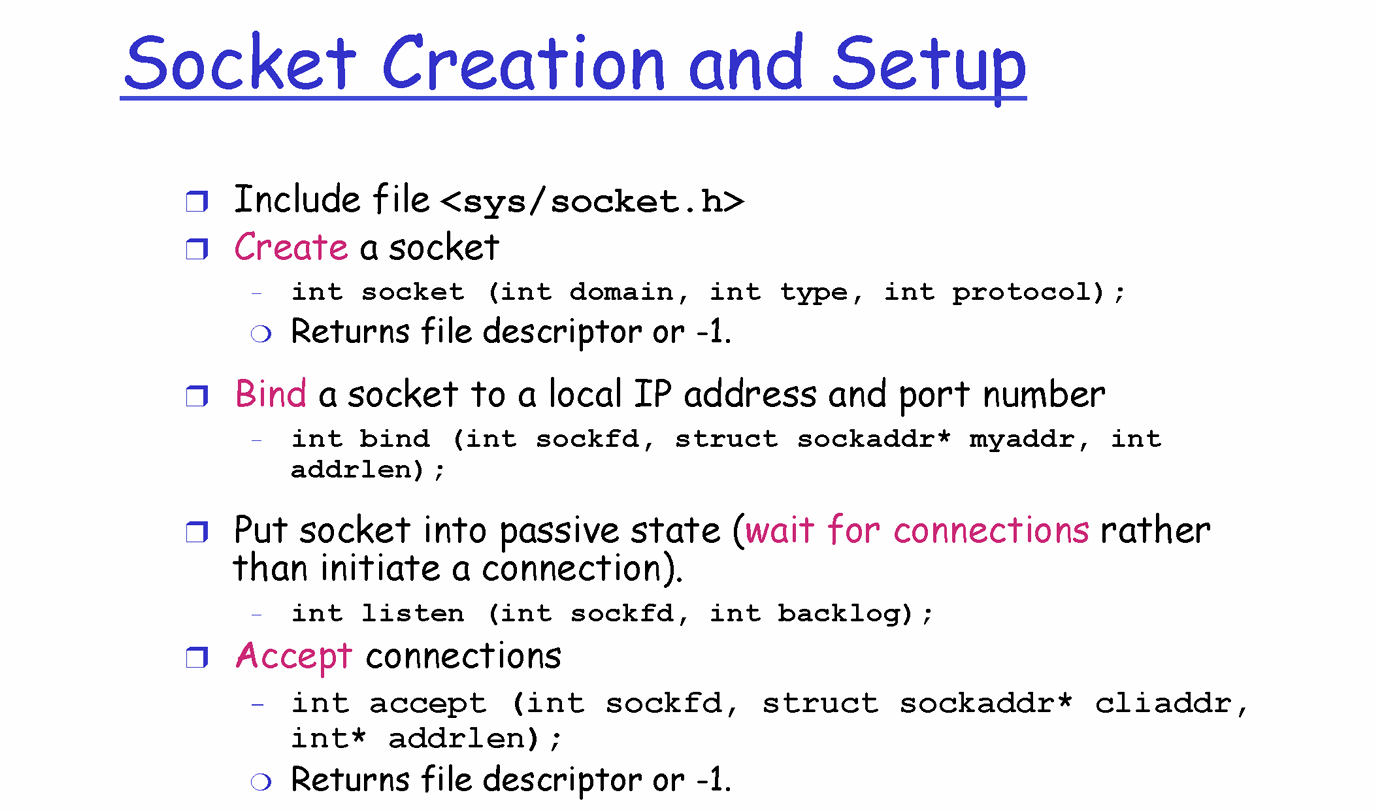 Socket Creation and Setup
Include file <sys/socket.h>
Create a socket
– int socket (int domain, int type, int protocol);
Returns file descriptor or -1.
Bind a socket to a local IP address and port number
– int bind (int sockfd, struct sockaddr* myaddr, int
addrlen);
Put socket into passive state (wait for connections rather
than initiate a connection).
– int listen (int sockfd, int backlog);
Accept connections
– int accept (int sockfd, struct sockaddr* cliaddr,
int* addrlen);
Returns file descriptor or -1.